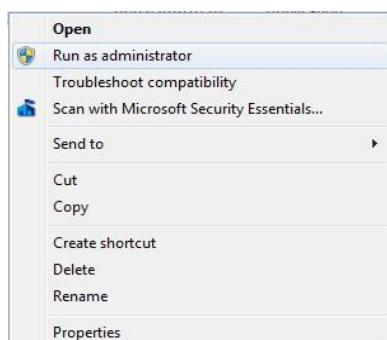 Open
Run as administrator
Troubleshoot compatibility
Scan with Microsoft Security Essentials...
Send to
Cut
Copy
Create shortcut
Delete
Rename
Properties